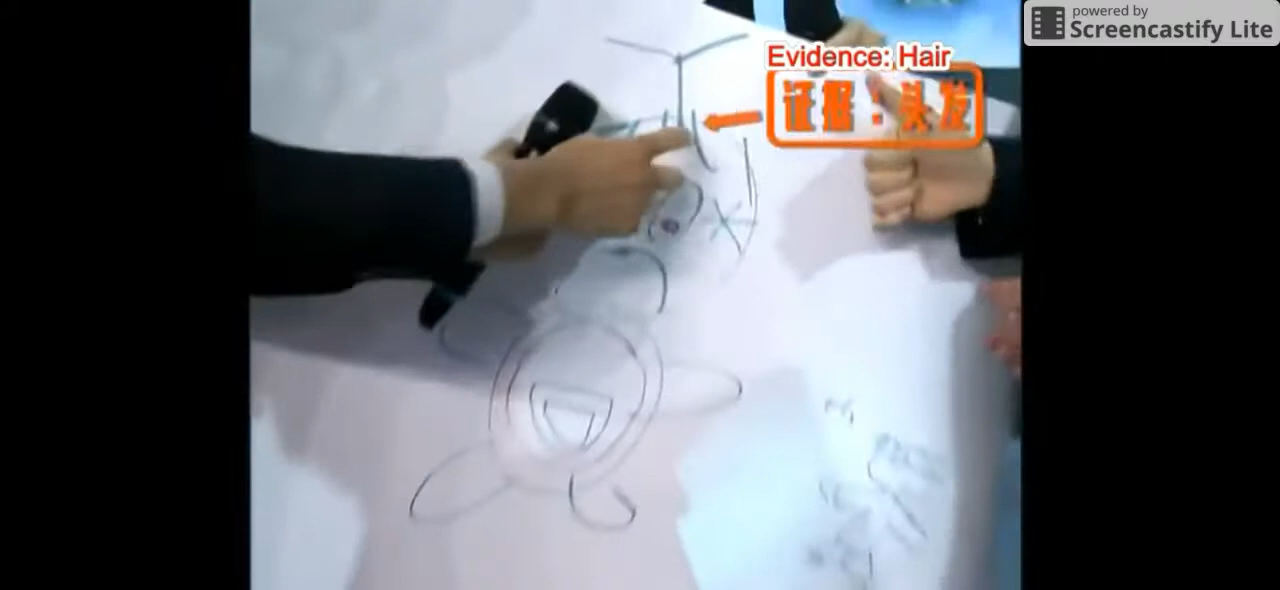 powered by
Screencastify Lite
Evidence: Hair
证据：头发